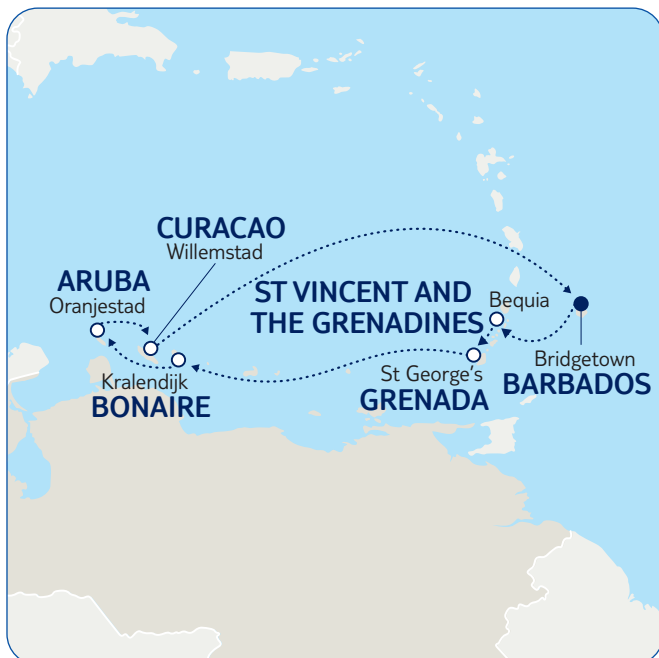 CURACAO
Willemstad
ARUBA
Oranjestad
ST VINCENT AND
THE GRENADINES
Bequia
Bridgetown
BARBADOS
St George's
GRENADA
Kralendijk
BONAIRE